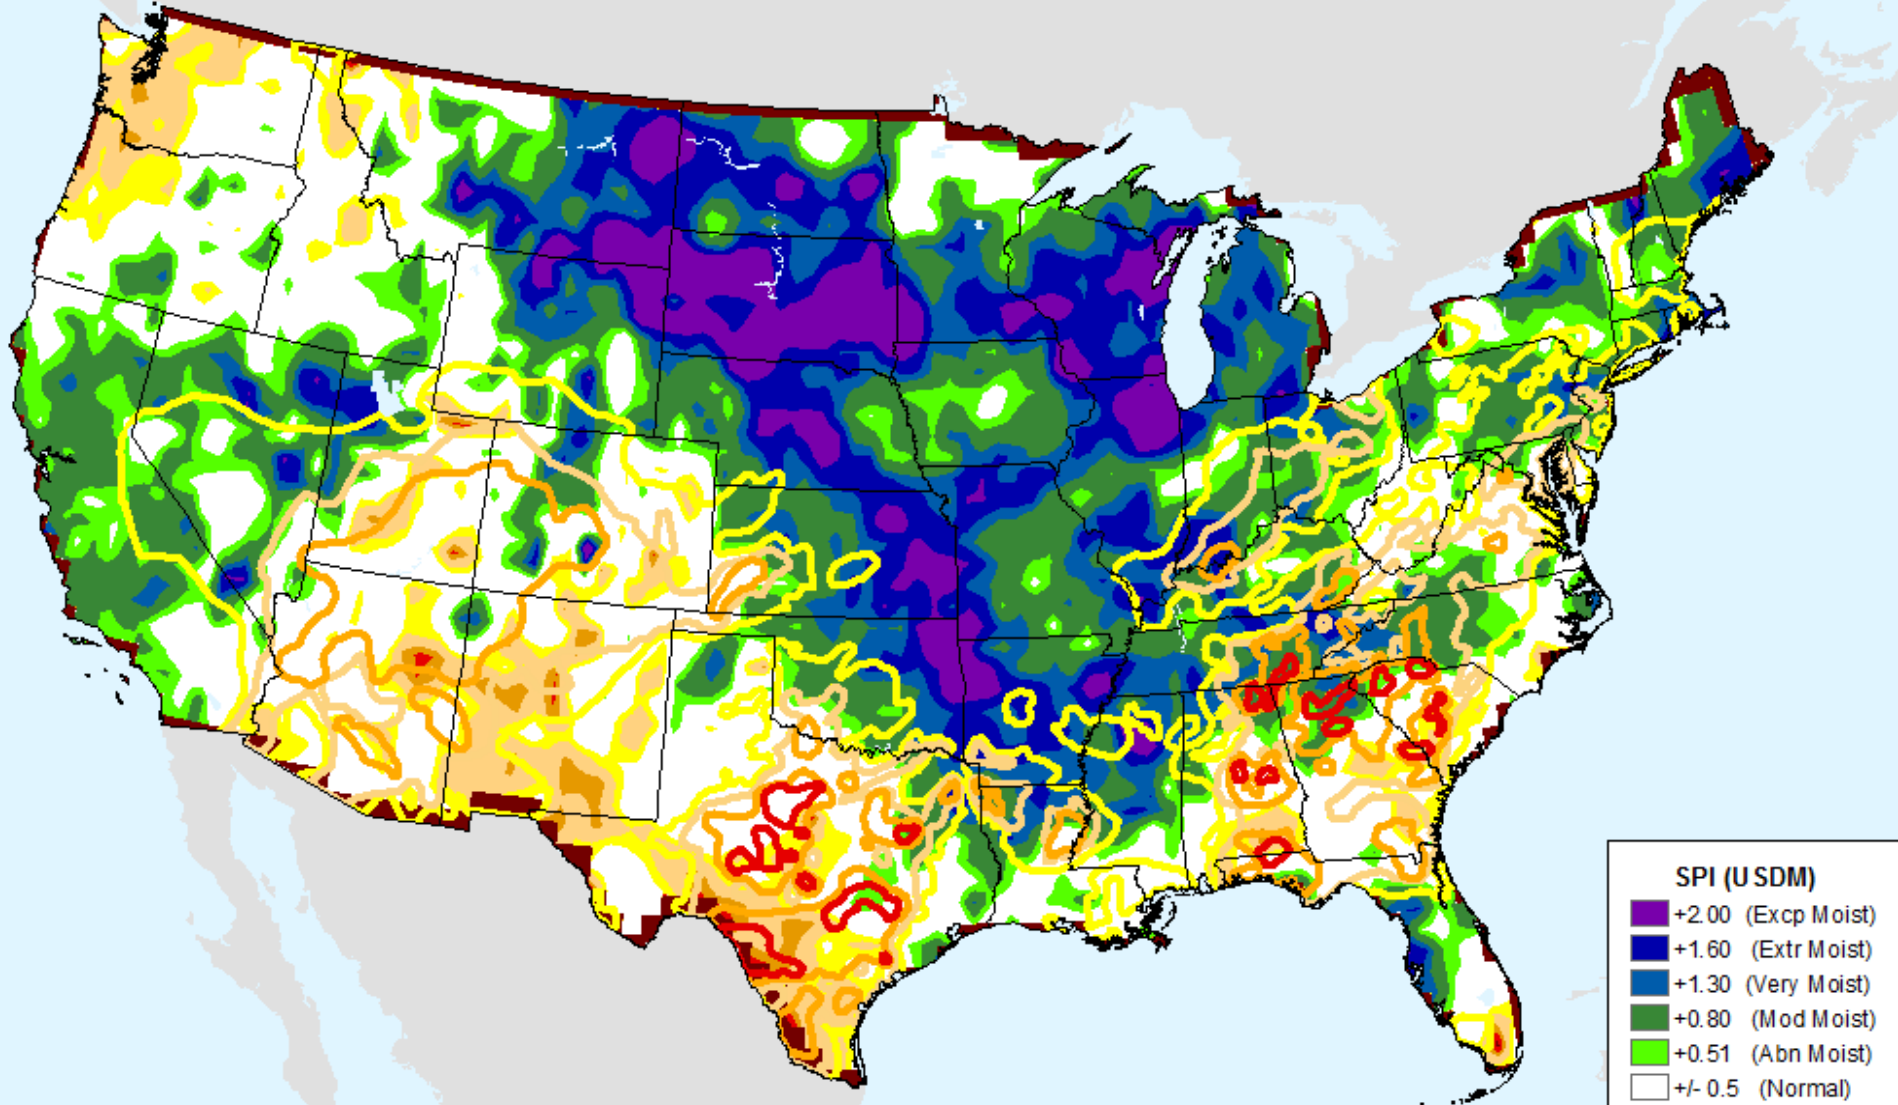 SPI (USDM)
+2.00 (Excp Moist)
+1.60 (Extr Moist)
+1.30 (Very Moist)
+0.80 (Mod Moist)
+0.51 (Abn Moist)
+/- 0.5 (Normal)